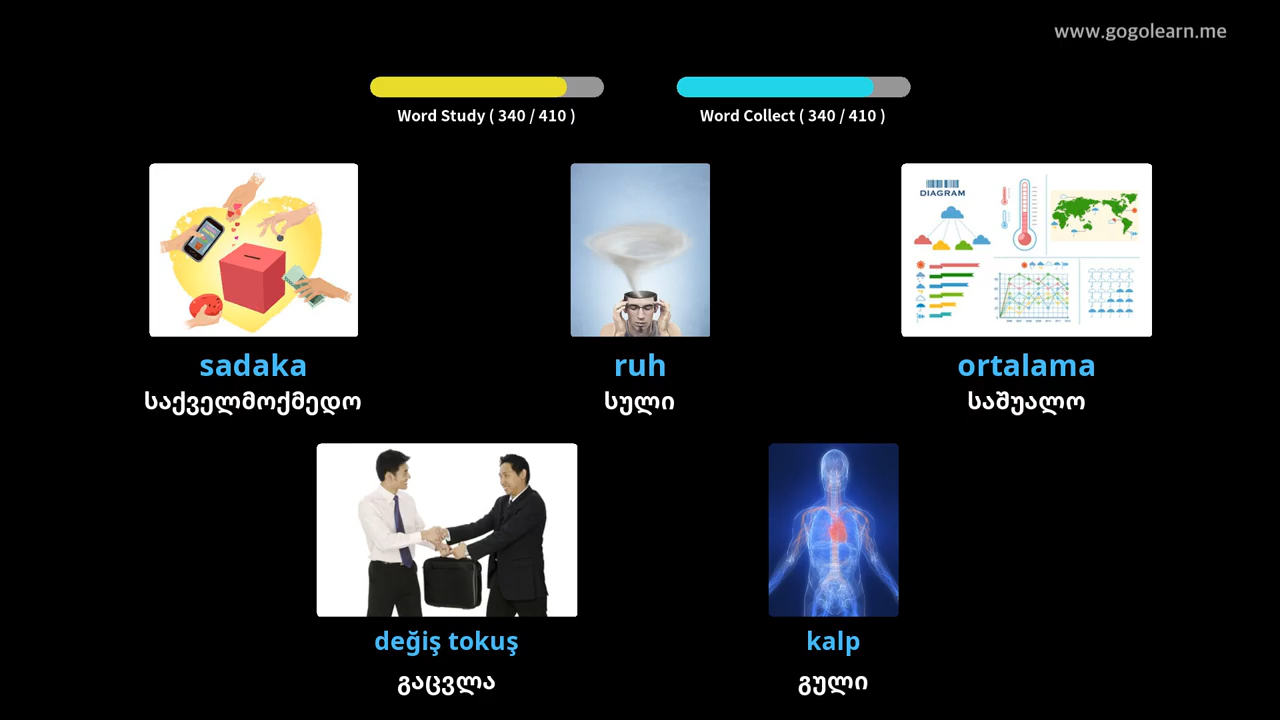 www.gogolearn.me
Word Study ( 340 / 410 )
Word Collect ( 340 / 410 )
DIAGRAM
sadaka
ruh
ortalama
საქველმოქმედო
სული
საშუალო
değiş tokuş
kalp
გაცვლა
გული